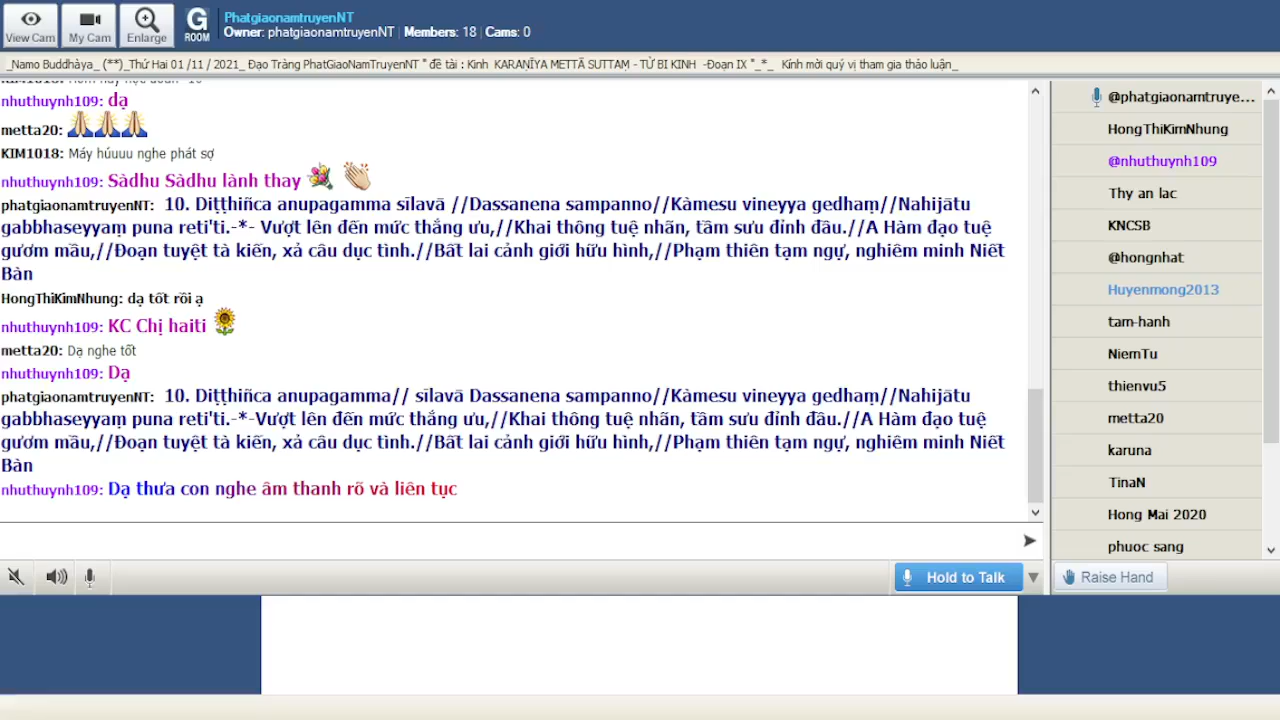 PhatgiaonamtruyenNT
View Cam
My Cam
Enlarge
G
ROOM
Owner: phatgiaonamtruyenNT | Members: 18 | Cams: 0
_Namo Buddhàya_ (**)_Thứ Hai 01 /11 / 2021_ Đạo Tràng PhatGiaoNamTruyenNT " đề tài : Kinh KARAṆĪYA METTĀ SUTTAṂ - TỪ BI KINH -Đoạn IX "_*_ Kính mời quý vị tham gia thảo luận_
nhuthuynh109: dạ
metta20:
KIM1018: Máy húuuu nghe phát sợ
nhuthuynh109: Sàdhu Sàdhu lành thay
phatgiaonamtruyenNT: 10. Diṭṭhiñca anupagamma sīlavā //Dassanena sampanno//Kàmesu vineyya gedhaṃ//Nahijātu
gabbhaseyyaṃ puna reti'ti.-*- Vượt lên đến mức thắng ưu,//Khai thông tuệ nhãn, tầm sưu đỉnh đầu.//A Hàm đạo tuệ
gươm mầu,//Đoạn tuyệt tà kiến, xả câu dục tình.//Bất lai cảnh giới hữu hình,//Phạm thiên tạm ngự, nghiêm minh Niết
Bàn
HongThiKimNhung: dạ tốt rồi ạ
nhuthuynh109: KC Chị haiti
metta20: Dạ nghe tốt
nhuthuynh109: Dạ
phatgiaonamtruyenNT: 10. Diṭṭhiñca anupagamma// sīlavā Dassanena sampanno//Kàmesu vineyya gedhaṃ//Nahijātu
gabbhaseyyaṃ puna reti'ti.-*-Vượt lên đến mức thắng ưu,//Khai thông tuệ nhãn, tầm sưu đỉnh đầu.//A Hàm đạo tuệ
gươm mầu,//Đoạn tuyệt tà kiến, xả câu dục tình.//Bất lai cảnh giới hữu hình,//Phạm thiên tạm ngự, nghiêm minh Niết
Bàn
nhuthuynh109: Dạ thưa con nghe âm thanh rõ và liên tục
Hold to Talk
@phatgiaonamtruye...
HongThiKimNhung
@nhuthuynh109
Thy an lac
KNCSB
@hongnhat
Huyenmong2013
tam-hanh
NiemTu
thienvu5
metta20
karuna
TinaN
Hong Mai 2020
phuoc sang
Raise Hand